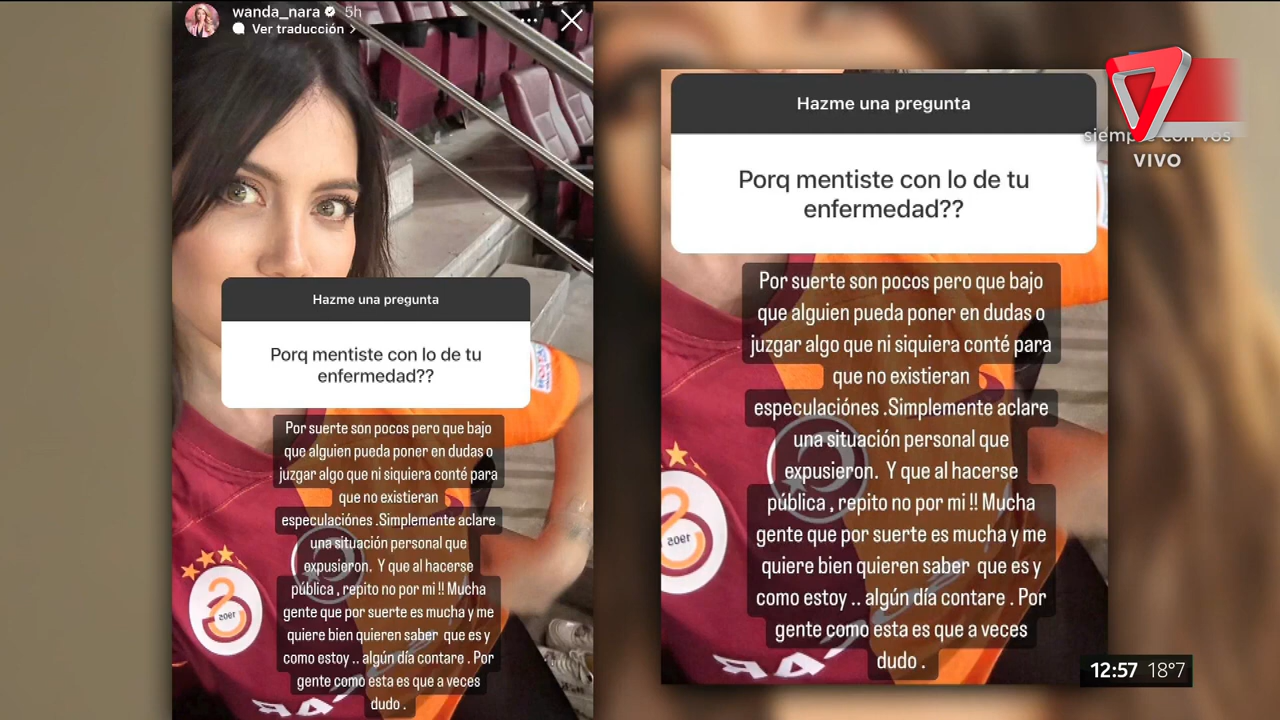 wanda_nara 5h
Ver traducción >
Hazme una pregunta
Porq mentiste con lo de tu
enfermedad??
Por suerte son pocos pero que bajo
que alguien pueda poner en dudas o
juzgar algo que ni siquiera conté para
que no existieran
especulaciónes .Simplemente aclare
una situación personal que
expusieron. Y que al hacerse
pública , repito no por mi !! Mucha
gente que por suerte es mucha y me
quiere bien quieren saber que es y
como estoy .. algún día contare . Por
gente como esta es que a veces
dudo .
Hazme una pregunta
Porq mentiste con lo de tu
enfermedad??
Por suerte son pocos pero que bajo
que alguien pueda poner en dudas o
juzgar algo que ni siquiera conté para
que no existieran
especulaciónes .Simplemente aclare
una situación personal que
expusieron. Y que al hacerse
pública , repito no por mi !! Mucha
gente que por suerte es mucha y me
quiere bien quieren saber que es y
como estoy .. algún día contare . Por
gente como esta es que a veces
dudo .
siempre con vos
VIVO
12:57 18°7